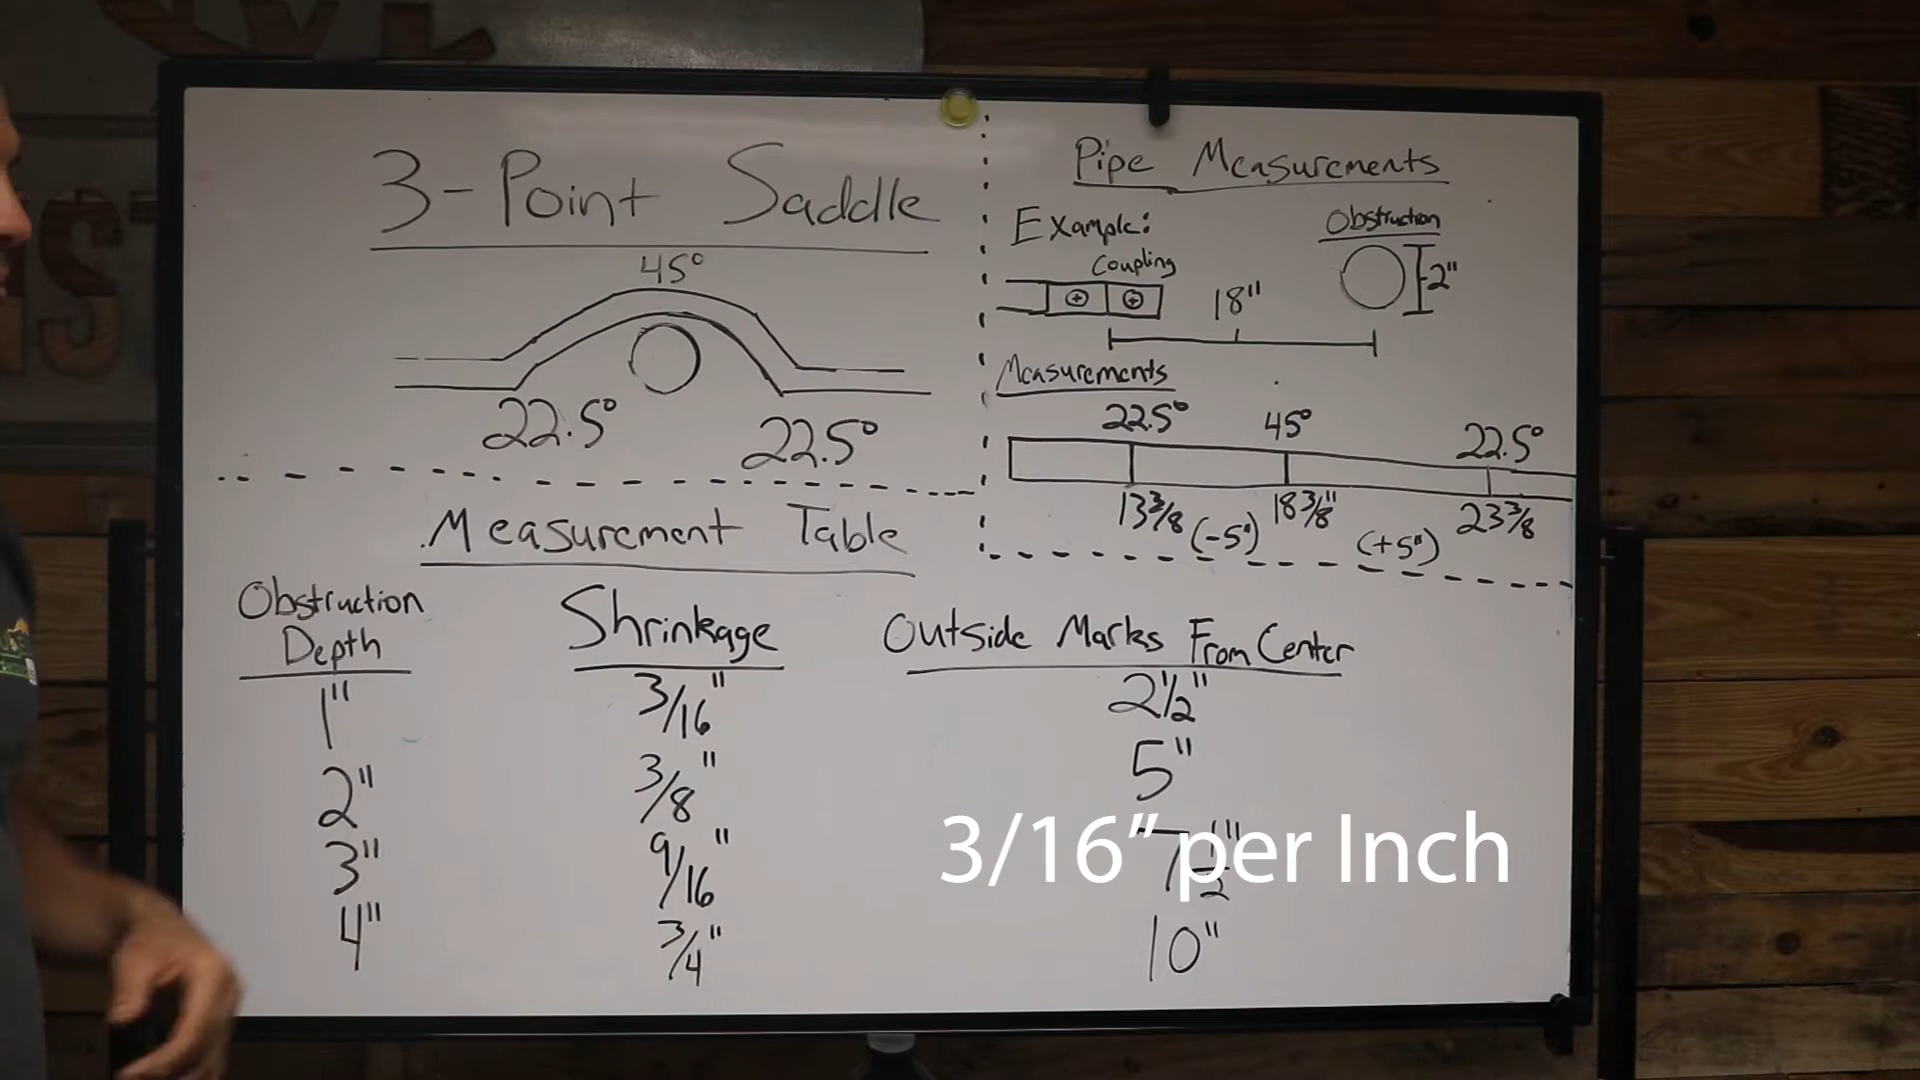 3-Point Saddle
45°
22.5°
22.5°
Pipe Measurements
Example:
Obstruction
Coupling
18"
2"
Measurements
22.5° 45° 22.5°
13 3/8 (-5") 18 3/8" (+5") 23 3/8
Measurement Table
Obstruction Depth
Shrinkage
Outside Marks From Center
1" 3/16" 2 1/2"
2" 3/8" 5"
3" 9/16" 7 1/2"
4" 3/4" 10"
3/16” per Inch